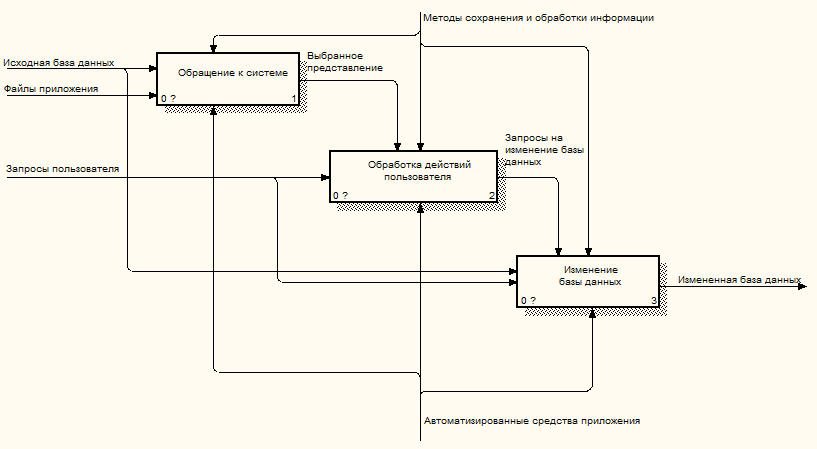 Методы сохранения и обработки информации
Исходная база данных
Файлы приложения
Обращение к системе
0 ?
1
Выбранное
представление
Запросы пользователя
Обработка действий
пользователя
0 ?
2
Запросы на
изменение базы
данных
Изменение
базы данных
0 ?
3
Измененная база данных
Автоматизированные средства приложения